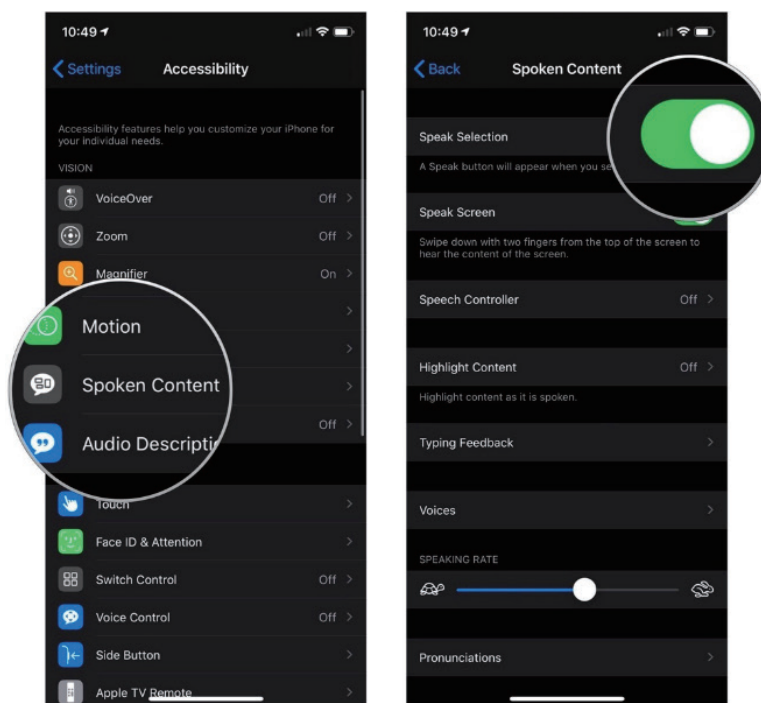 10:49
Settings
Accessibility
Accessibility features help you customize your iPhone for
your individual needs.
VISION
VoiceOver
Off
Zoom
Off
Magnifier
On
Motion
Spoken Content
Audio
Off
Touch
Face ID & Attention
Switch Control
Off
Voice Control
Off
Side Button
Apple TV Remote
10:49
Back
Spoken Content
Speak Selection
A Speak button will appear when you
Speak Screen
Swipe down with two fingers from the top of the screen to
hear the content of the screen.
Speech Controller
Off
Highlight Content
Off
Highlight content as it is spoken.
Typing Feedback
Voices
SPEAKING RATE
Pronunciations